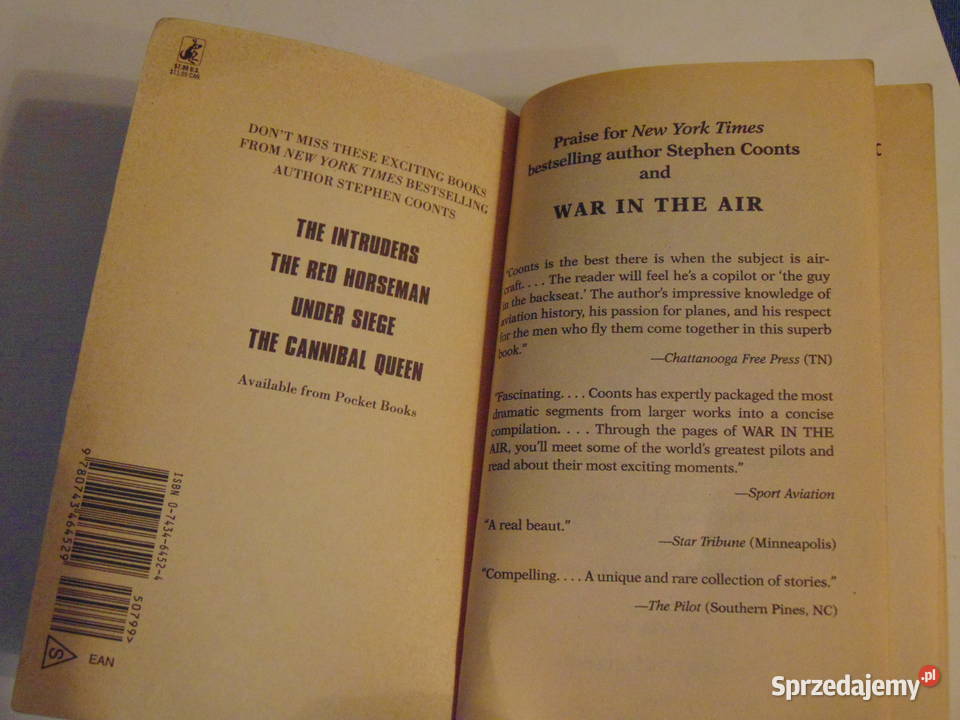 $7.99 U.S.
DON'T MISS THESE EXCITING BOOKS
FROM NEW YORK TIMES BESTSELLING
AUTHOR STEPHEN COONTS
THE INTRUDERS
THE RED HORSEMAN
UNDER SIEGE
THE CANNIBAL QUEEN
Available from Pocket Books
ISBN 0-7434-6452-4
9 780743 464529
50799>
S
EAN
Praise for New York Times
bestselling author Stephen Coonts
and
WAR IN THE AIR
"Coonts is the best there is when the subject is air-
craft. . . . The reader will feel he's a copilot or 'the guy
in the backseat.' The author's impressive knowledge of
aviation history, his passion for planes, and his respect
for the men who fly them come together in this superb
book."
—Chattanooga Free Press (TN)
"Fascinating. . . . Coonts has expertly packaged the most
dramatic segments from larger works into a concise
compilation. . . . Through the pages of WAR IN THE
AIR, you'll meet some of the world's greatest pilots and
read about their most exciting moments."
—Sport Aviation
"A real beaut."
—Star Tribune (Minneapolis)
"Compelling. . . . A unique and rare collection of stories."
—The Pilot (Southern Pines, NC)
Sprzedajemy.pl